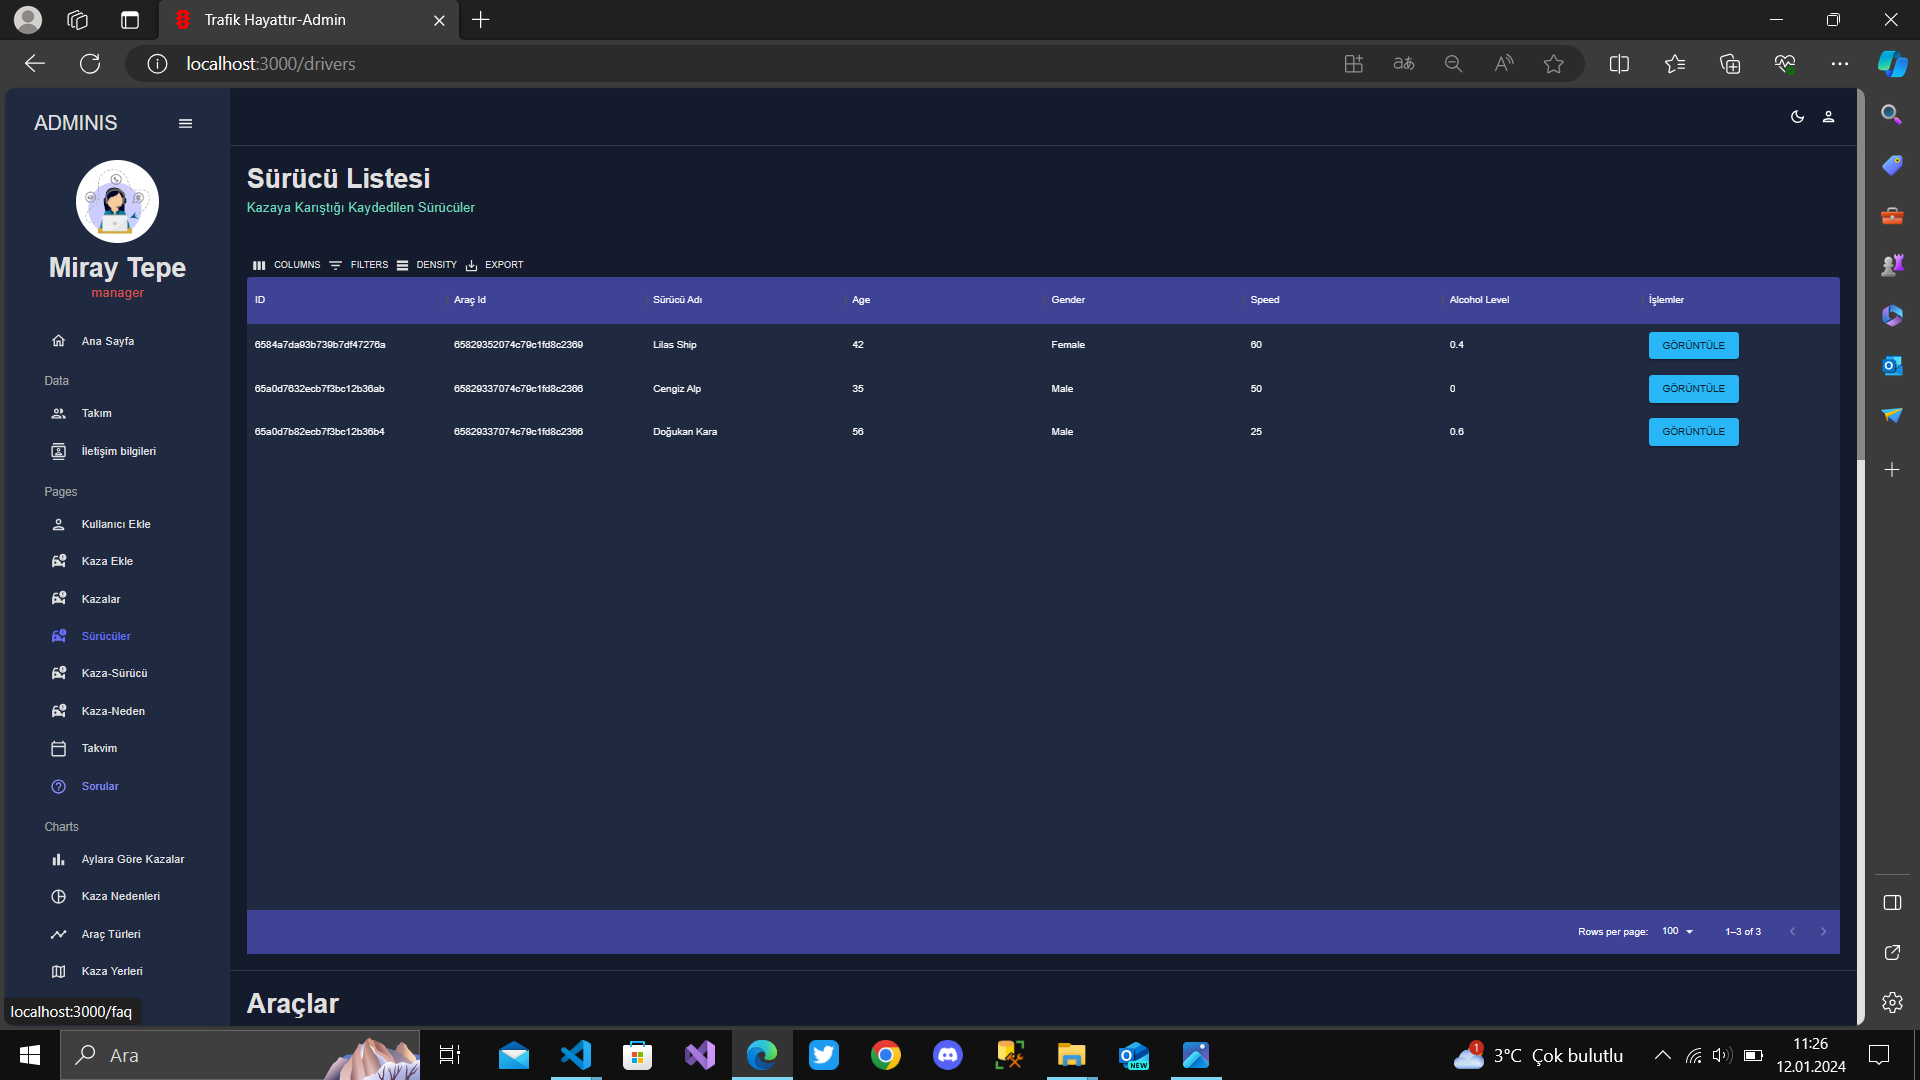 Trafik Hayattır-Admin
localhost:3000/drivers
ADMINIS
Miray Tepe
manager
Ana Sayfa
Data
Takım
İletişim bilgileri
Pages
Kullanıcı Ekle
Kaza Ekle
Kazalar
Sürücüler
Kaza-Sürücü
Kaza-Neden
Takvim
Sorular
Charts
Aylara Göre Kazalar
Kaza Nedenleri
Araç Türleri
Kaza Yerleri
localhost:3000/faq
Sürücü Listesi
Kazaya Karıştığı Kaydedilen Sürücüler
COLUMNS FILTERS DENSITY EXPORT
ID Araç Id Sürücü Adı Age Gender Speed Alcohol Level İşlemler
6584a7da93b739b7df47276a 65829352074c79c1fd8c2369 Lilas Ship 42 Female 60 0.4 GÖRÜNTÜLE
65a0d7632ecb7f3bc12b36ab 65829337074c79c1fd8c2366 Cengiz Alp 35 Male 50 0 GÖRÜNTÜLE
65a0d7b82ecb7f3bc12b36b4 65829337074c79c1fd8c2366 Doğukan Kara 56 Male 25 0.6 GÖRÜNTÜLE
Rows per page: 100 1–3 of 3
Araçlar
Ara
NEW
1
3°C Çok bulutlu
11:26
12.01.2024